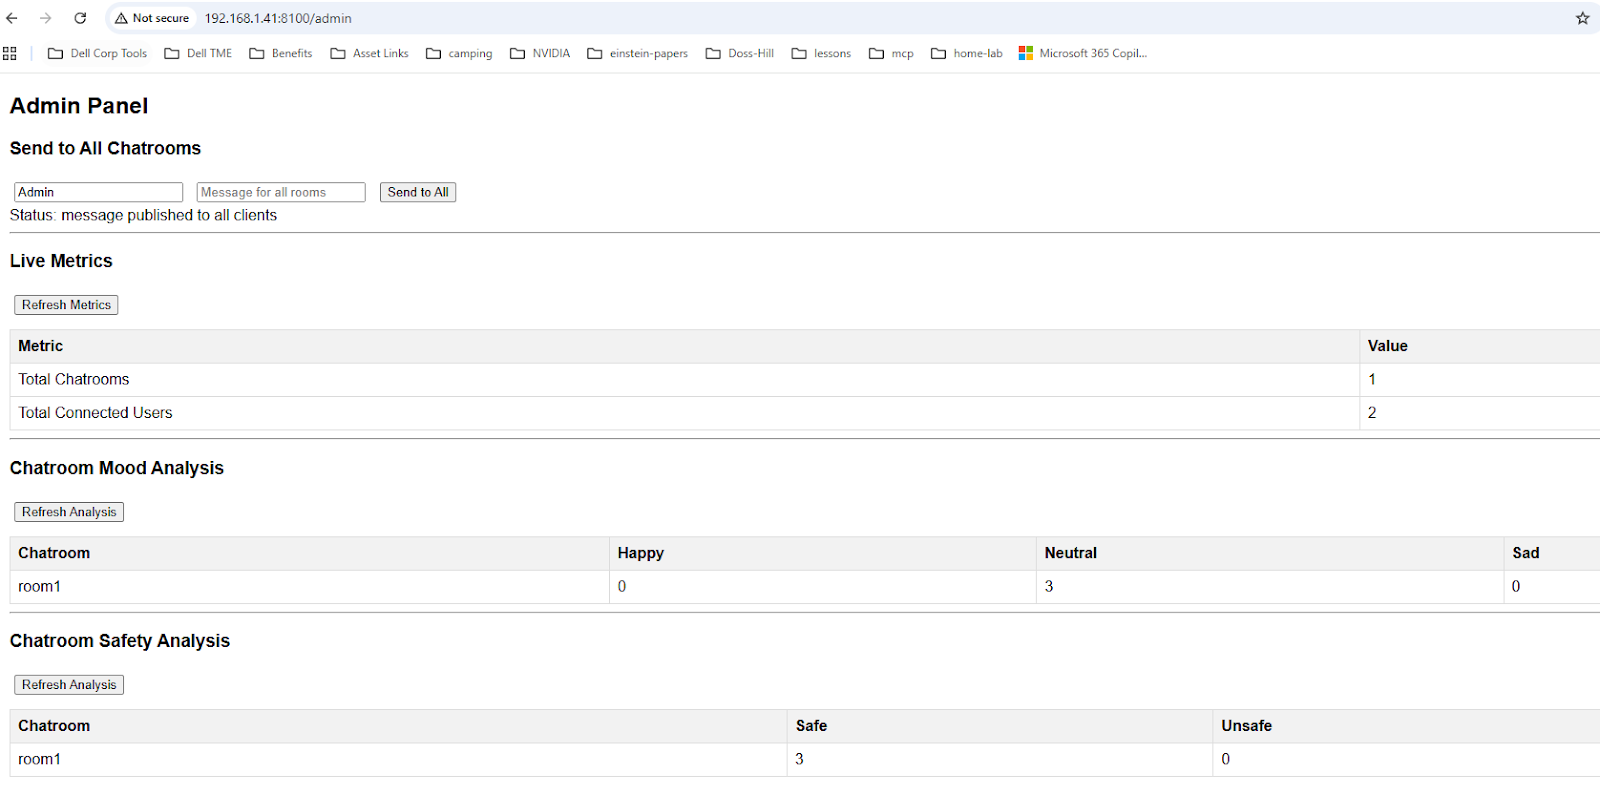 Not secure 192.168.1.41:8100/admin
Dell Corp Tools Dell TME Benefits Asset Links camping NVIDIA einstein-papers Doss-Hill lessons mcp home-lab Microsoft 365 Copil...
Admin Panel
Send to All Chatrooms
Admin Message for all rooms Send to All
Status: message published to all clients
Live Metrics
Refresh Metrics
Metric Value
Total Chatrooms 1
Total Connected Users 2
Chatroom Mood Analysis
Refresh Analysis
Chatroom Happy Neutral Sad
room1 0 3 0
Chatroom Safety Analysis
Refresh Analysis
Chatroom Safe Unsafe
room1 3 0